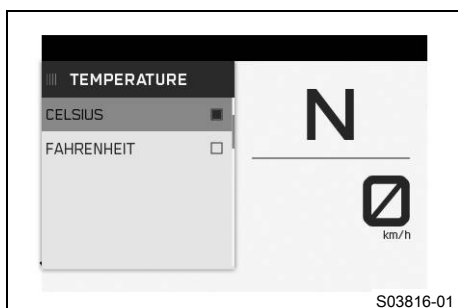 TEMPERATURE
CELSIUS
FAHRENHEIT
N
0
km/h
S03816-01